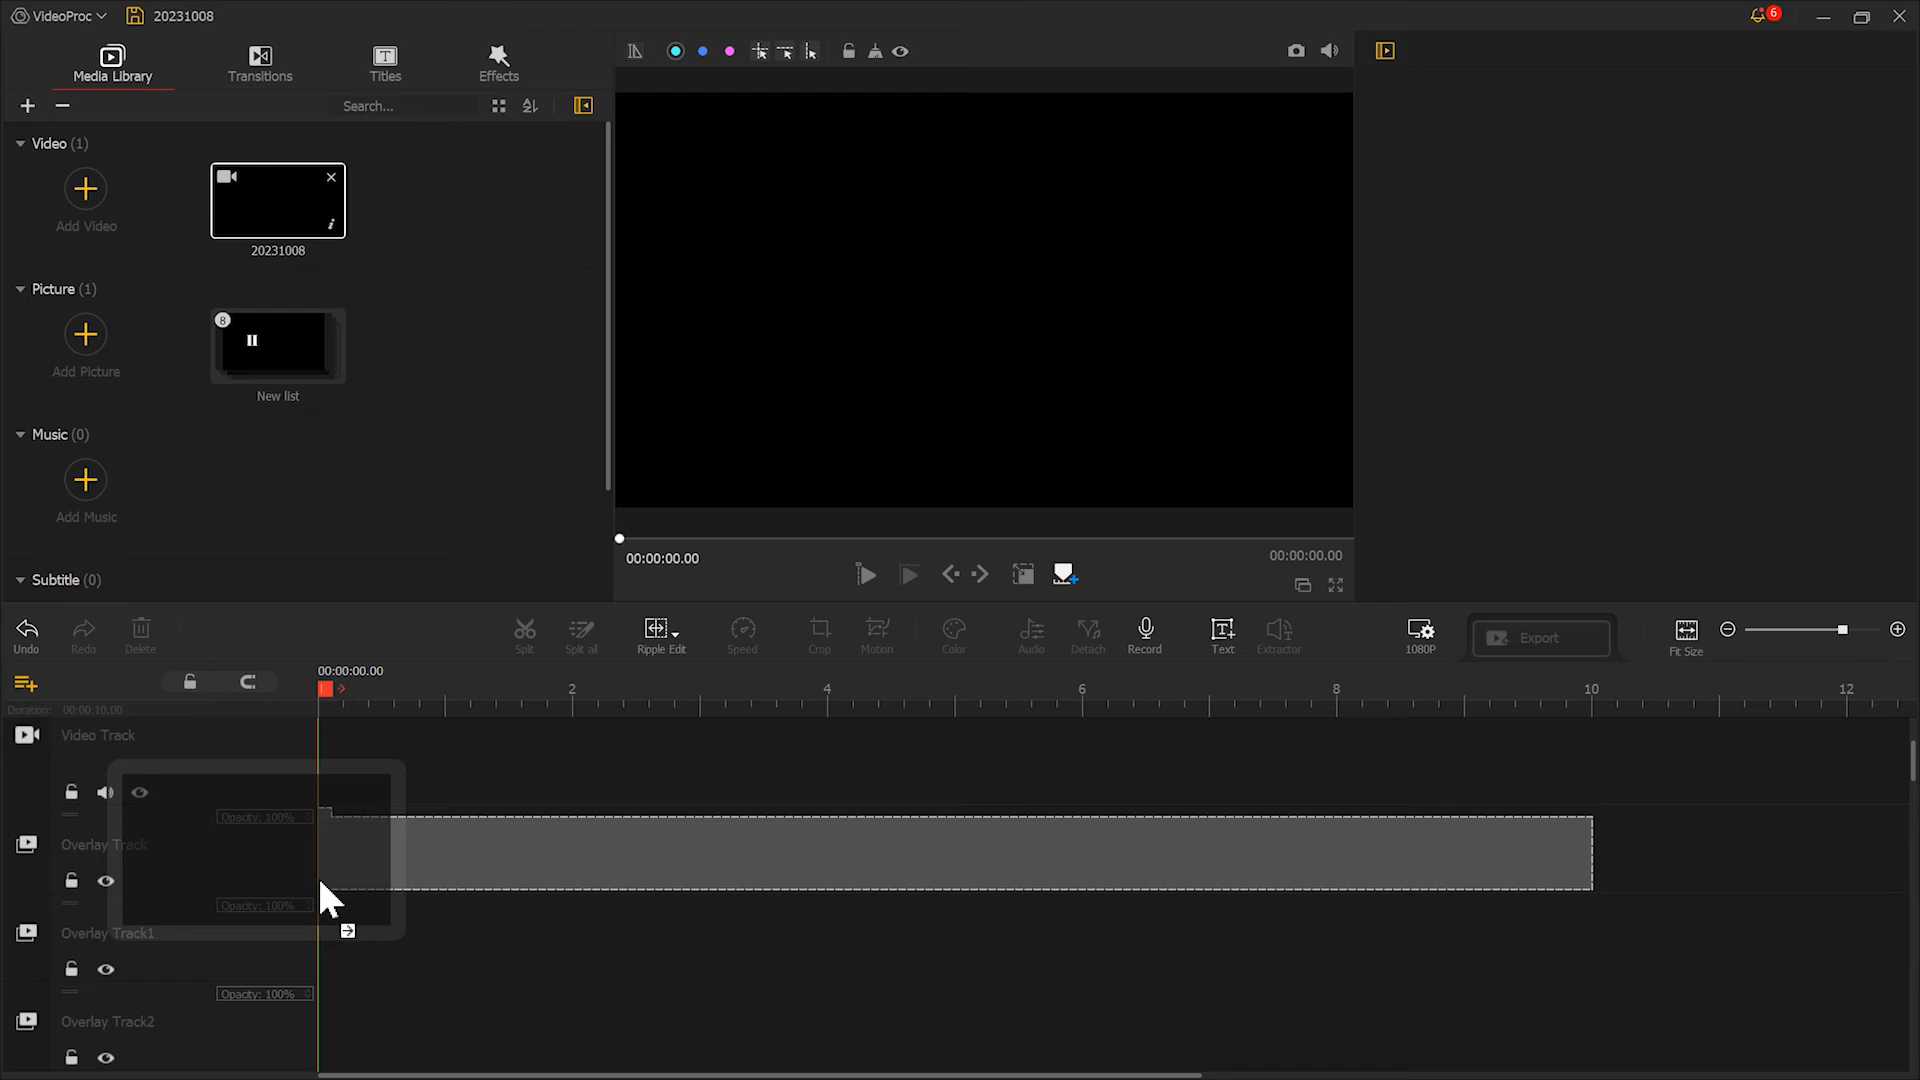 VideoProc
20231008
6
Media Library
Transitions
Titles
Effects
Search...
Video (1)
Add Video
20231008
Picture (1)
8
Add Picture
New list
Music (0)
Add Music
Subtitle (0)
00:00:00.00
00:00:00.00
Undo
Redo
Delete
Split
Split all
Ripple Edit
Speed
Crop
Motion
Color
Audio
Detach
Record
Text
Extractor
1080P
Export
Fit Size
00:00:00.00
2
4
6
8
10
12
Duration: 00:00:10.00
Video Track
Opacity: 100%
Overlay Track
Opacity: 100%
Overlay Track1
Opacity: 100%
Overlay Track2